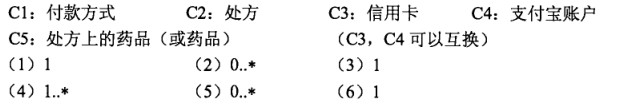 C1：付款方式 C2：处方 C3：信用卡 C4：支付宝账户
C5：处方上的药品（或药品） （C3，C4 可以互换）
（1）1 （2）0..* （3）1
（4）1..* （5）0..* （6）1